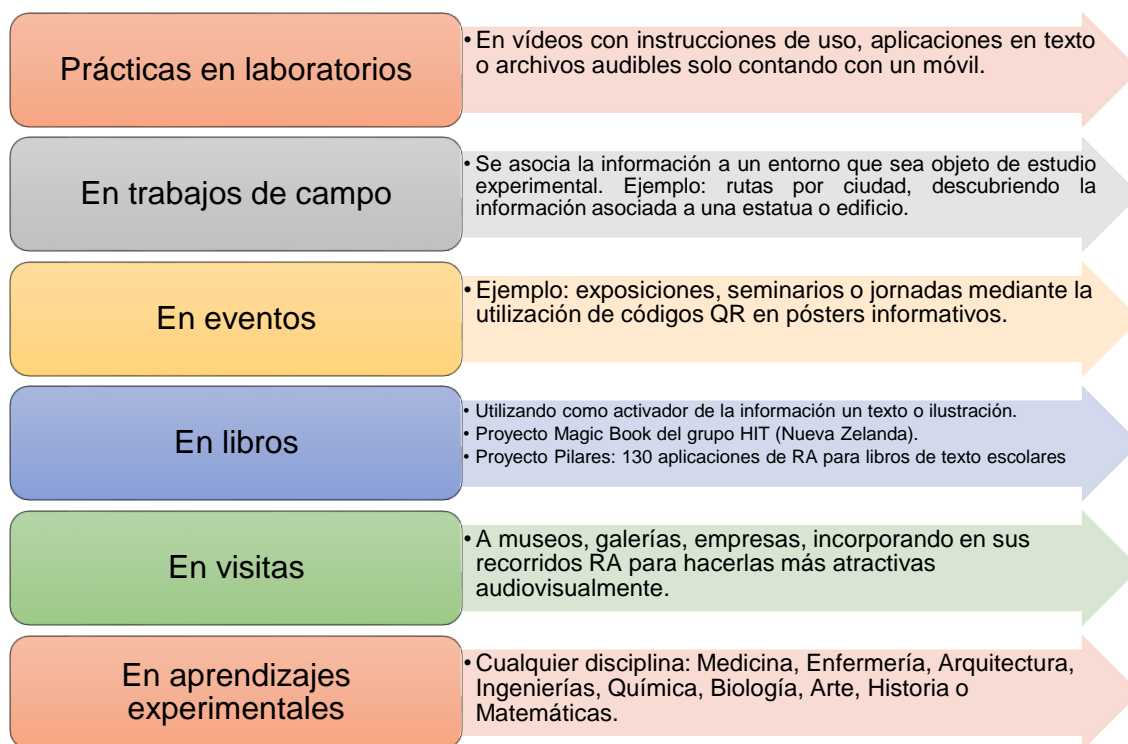 Prácticas en laboratorios
• En vídeos con instrucciones de uso, aplicaciones en texto
o archivos audibles solo contando con un móvil.
En trabajos de campo
• Se asocia la información a un entorno que sea objeto de estudio
experimental. Ejemplo: rutas por ciudad, descubriendo la
información asociada a una estatua o edificio.
En eventos
• Ejemplo: exposiciones, seminarios o jornadas mediante la
utilización de códigos QR en pósters informativos.
En libros
• Utilizando como activador de la información un texto o ilustración.
• Proyecto Magic Book del grupo HIT (Nueva Zelanda).
• Proyecto Pilares: 130 aplicaciones de RA para libros de texto escolares
En visitas
• A museos, galerías, empresas, incorporando en sus
recorridos RA para hacerlas más atractivas
audiovisualmente.
En aprendizajes
experimentales
• Cualquier disciplina: Medicina, Enfermería, Arquitectura,
Ingenierías, Química, Biología, Arte, Historia o
Matemáticas.